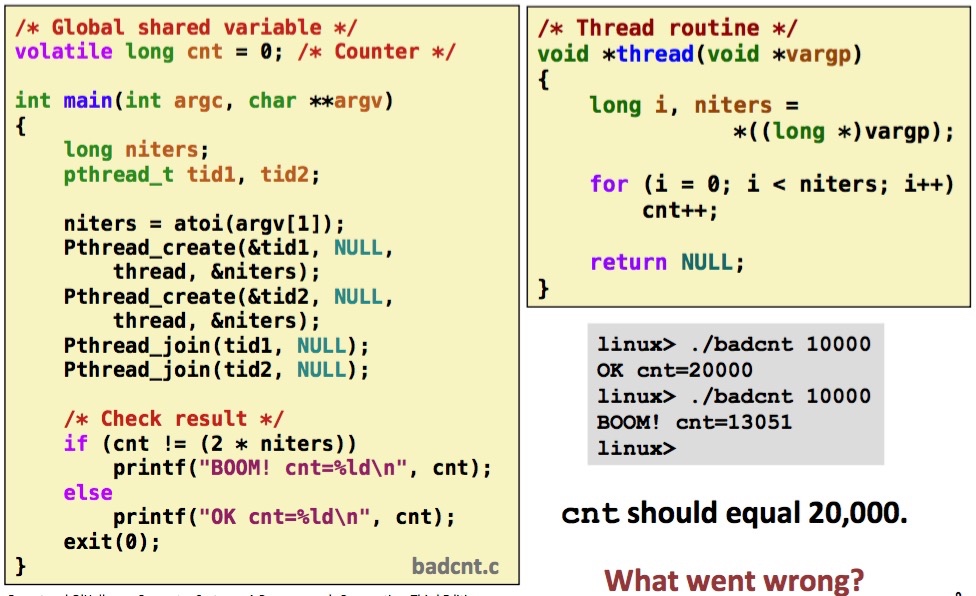 /* Global shared variable */
volatile long cnt = 0; /* Counter */
int main(int argc, char **argv)
{
    long niters;
    pthread_t tid1, tid2;
    niters = atoi(argv[1]);
    Pthread_create(&tid1, NULL,
        thread, &niters);
    Pthread_create(&tid2, NULL,
        thread, &niters);
    Pthread_join(tid1, NULL);
    Pthread_join(tid2, NULL);
    /* Check result */
    if (cnt != (2 * niters))
        printf("BOOM! cnt=%ld\n", cnt);
    else
        printf("OK cnt=%ld\n", cnt);
    exit(0);
}
badcnt.c
/* Thread routine */
void *thread(void *vargp)
{
    long i, niters =
            *((long *)vargp);
    for (i = 0; i < niters; i++)
        cnt++;
    return NULL;
}
linux> ./badcnt 10000
OK cnt=20000
linux> ./badcnt 10000
BOOM! cnt=13051
linux>
cnt should equal 20,000.
What went wrong?